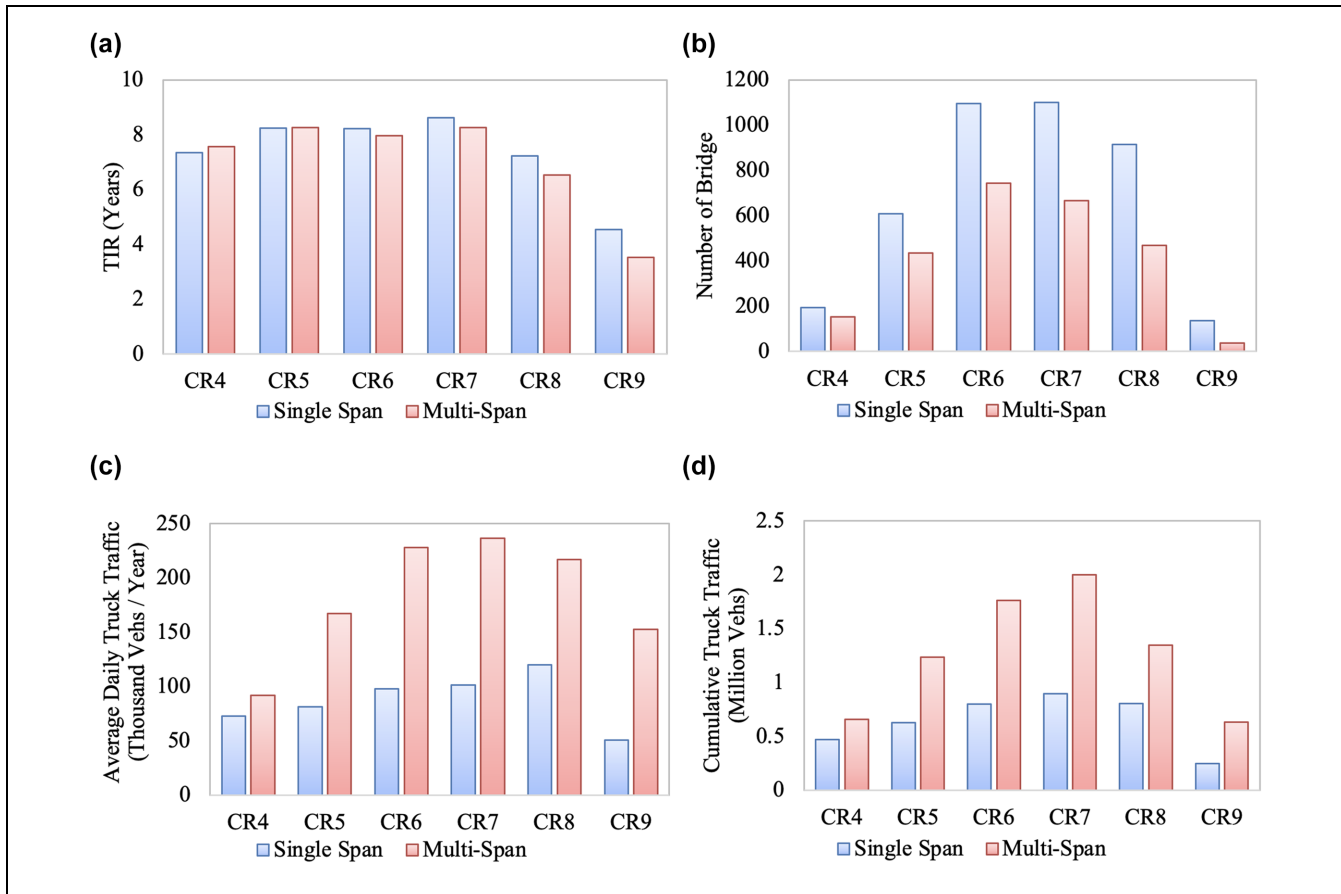 (a)
10
8
6
4
2
0
TIR (Years)
CR4 CR5 CR6 CR7 CR8 CR9
Single Span Multi-Span
(b)
1200
1000
800
600
400
200
0
Number of Bridge
CR4 CR5 CR6 CR7 CR8 CR9
Single Span Multi-Span
(c)
250
200
150
100
50
0
Average Daily Truck Traffic
(Thousand Vehs / Year)
CR4 CR5 CR6 CR7 CR8 CR9
Single Span Multi-Span
(d)
2.5
2
1.5
1
0.5
0
Cumulative Truck Traffic
(Million Vehs)
CR4 CR5 CR6 CR7 CR8 CR9
Single Span Multi-Span